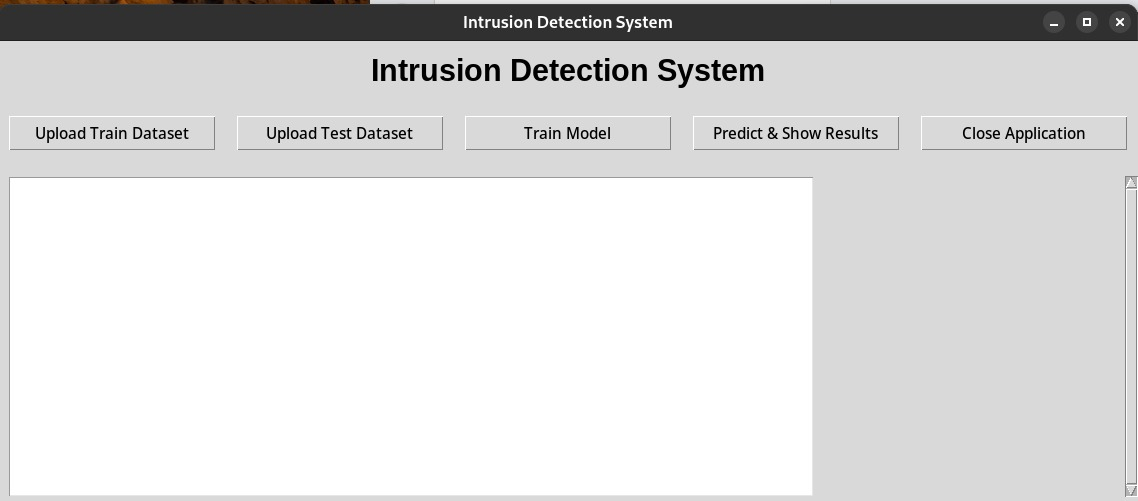 Intrusion Detection System
Intrusion Detection System
Upload Train Dataset
Upload Test Dataset
Train Model
Predict & Show Results
Close Application